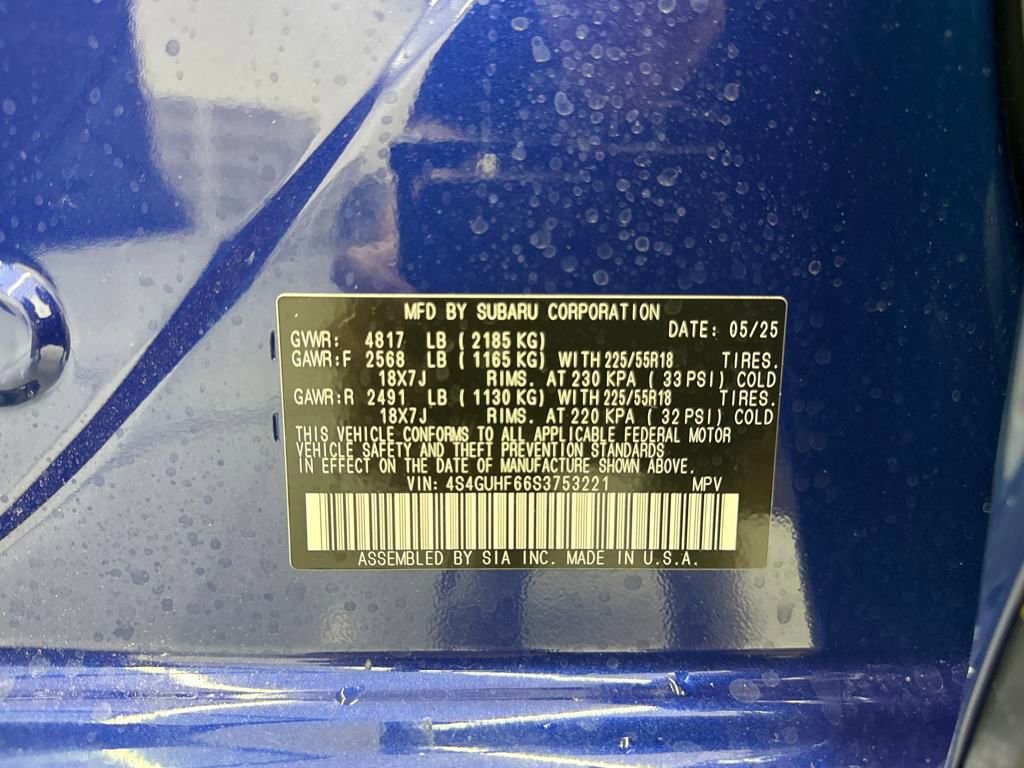 MFD BY SUBARU CORPORATION
DATE: 05/25
GVWR: 4817 LB (2185 KG)
GAWR:F 2568 LB (1165 KG) WITH 225/55R18 TIRES.
18X7J RIMS. AT 230 KPA (33 PSI) COLD
GAWR:R 2491 LB (1130 KG) WITH 225/55R18 TIRES.
18X7J RIMS. AT 220 KPA (32 PSI) COLD
THIS VEHICLE CONFORMS TO ALL APPLICABLE FEDERAL MOTOR
VEHICLE SAFETY AND THEFT PREVENTION STANDARDS
IN EFFECT ON THE DATE OF MANUFACTURE SHOWN ABOVE.
VIN: 4S4GUHF66S3753221 MPV
ASSEMBLED BY SIA INC. MADE IN U.S.A.